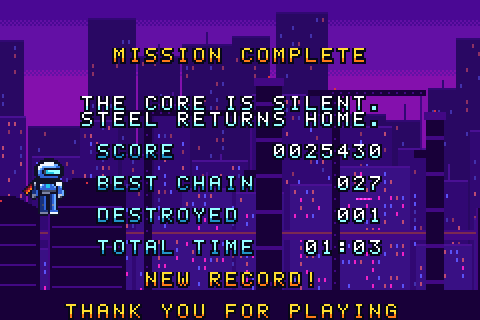 MISSION COMPLETE
THE CORE IS SILENT.
STEEL RETURNS HOME.
SCORE 0025430
BEST CHAIN 027
DESTROYED 001
TOTAL TIME 01:03
NEW RECORD!
THANK YOU FOR PLAYING